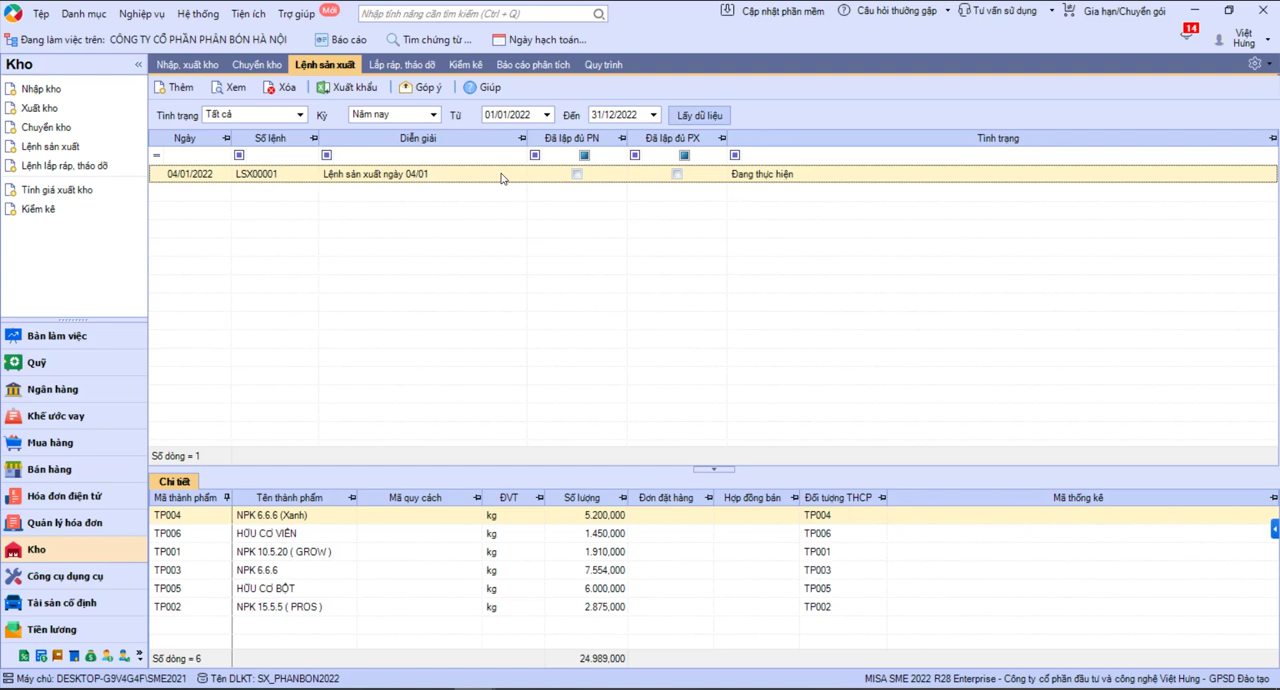 Tệp Danh mục Nghiệp vụ Hệ thống Tiện ích Trợ giúp Mới Nhập tính năng cần tìm kiếm (Ctrl + Q) Cập nhật phần mềm Câu hỏi thường gặp Tư vấn sử dụng Gia hạn/Chuyển gói
Đang làm việc trên: CÔNG TY CỔ PHẦN PHÂN BÓN HÀ NỘI Báo cáo Tìm chứng từ ... Ngày hạch toán... 14 Việt Hưng
Kho « Nhập, xuất kho Chuyển kho Lệnh sản xuất Lắp ráp, tháo dỡ Kiểm kê Báo cáo phân tích Quy trình
Nhập kho
Xuất kho
Chuyển kho
Lệnh sản xuất
Lệnh lắp ráp, tháo dỡ
Tính giá xuất kho
Kiểm kê
Thêm Xem Xóa Xuất khẩu Góp ý Giúp
Tình trạng Tất cả Kỳ Năm nay Từ 01/01/2022 Đến 31/12/2022 Lấy dữ liệu
Ngày Số lệnh Diễn giải Đã lập đủ PN Đã lập đủ PX Tình trạng
=
04/01/2022 LSX00001 Lệnh sản xuất ngày 04/01 Đang thực hiện
Số dòng = 1
Bàn làm việc
Quỹ
Ngân hàng
Khế ước vay
Mua hàng
Bán hàng
Hóa đơn điện tử
Quản lý hóa đơn
Kho
Công cụ dụng cụ
Tài sản cố định
Tiền lương
Chi tiết
Mã thành phẩm Tên thành phẩm Mã quy cách ĐVT Số lượng Đơn đặt hàng Hợp đồng bán Đối tượng THCP Mã thống kê
TP004 NPK 6.6.6 (Xanh) kg 5.200,000 TP004
TP006 HỮU CƠ VIÊN kg 1.450,000 TP006
TP001 NPK 10.5.20 ( GROW ) kg 1.910,000 TP001
TP003 NPK 6.6.6 kg 7.554,000 TP003
TP005 HỮU CƠ BỘT kg 6.000,000 TP005
TP002 NPK 15.5.5 ( PROS ) kg 2.875,000 TP002
Số dòng = 6 24.989,000
Máy chủ: DESKTOP-G9V4G4F\SME2021 Tên DLKT: SX_PHANBON2022 MISA SME 2022 R28 Enterprise - Công ty cổ phần đầu tư và công nghệ Việt Hưng - GPSD Đào tạo